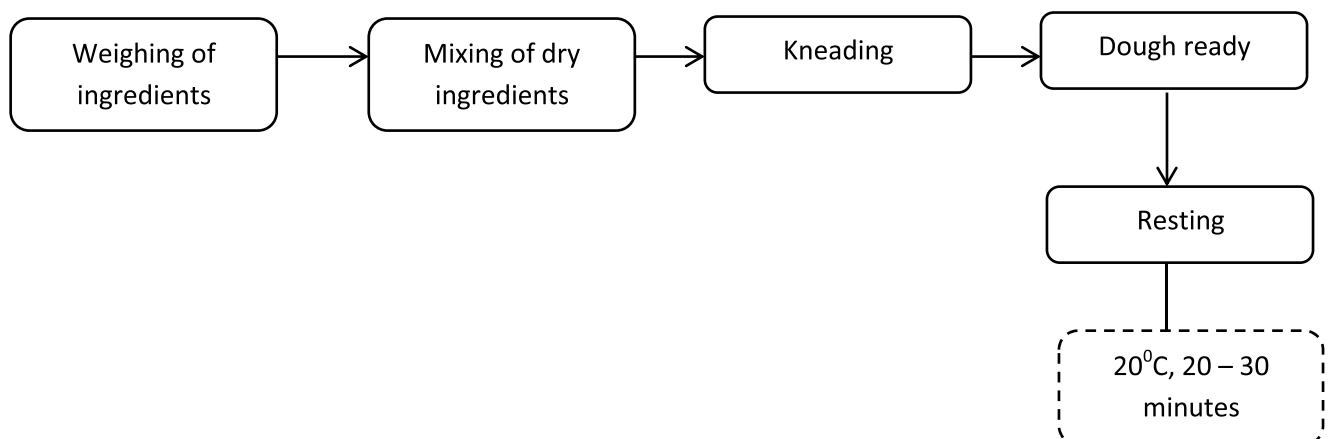 Weighing of
ingredients
Mixing of dry
ingredients
Kneading
Dough ready
Resting
20⁰C, 20 – 30
minutes